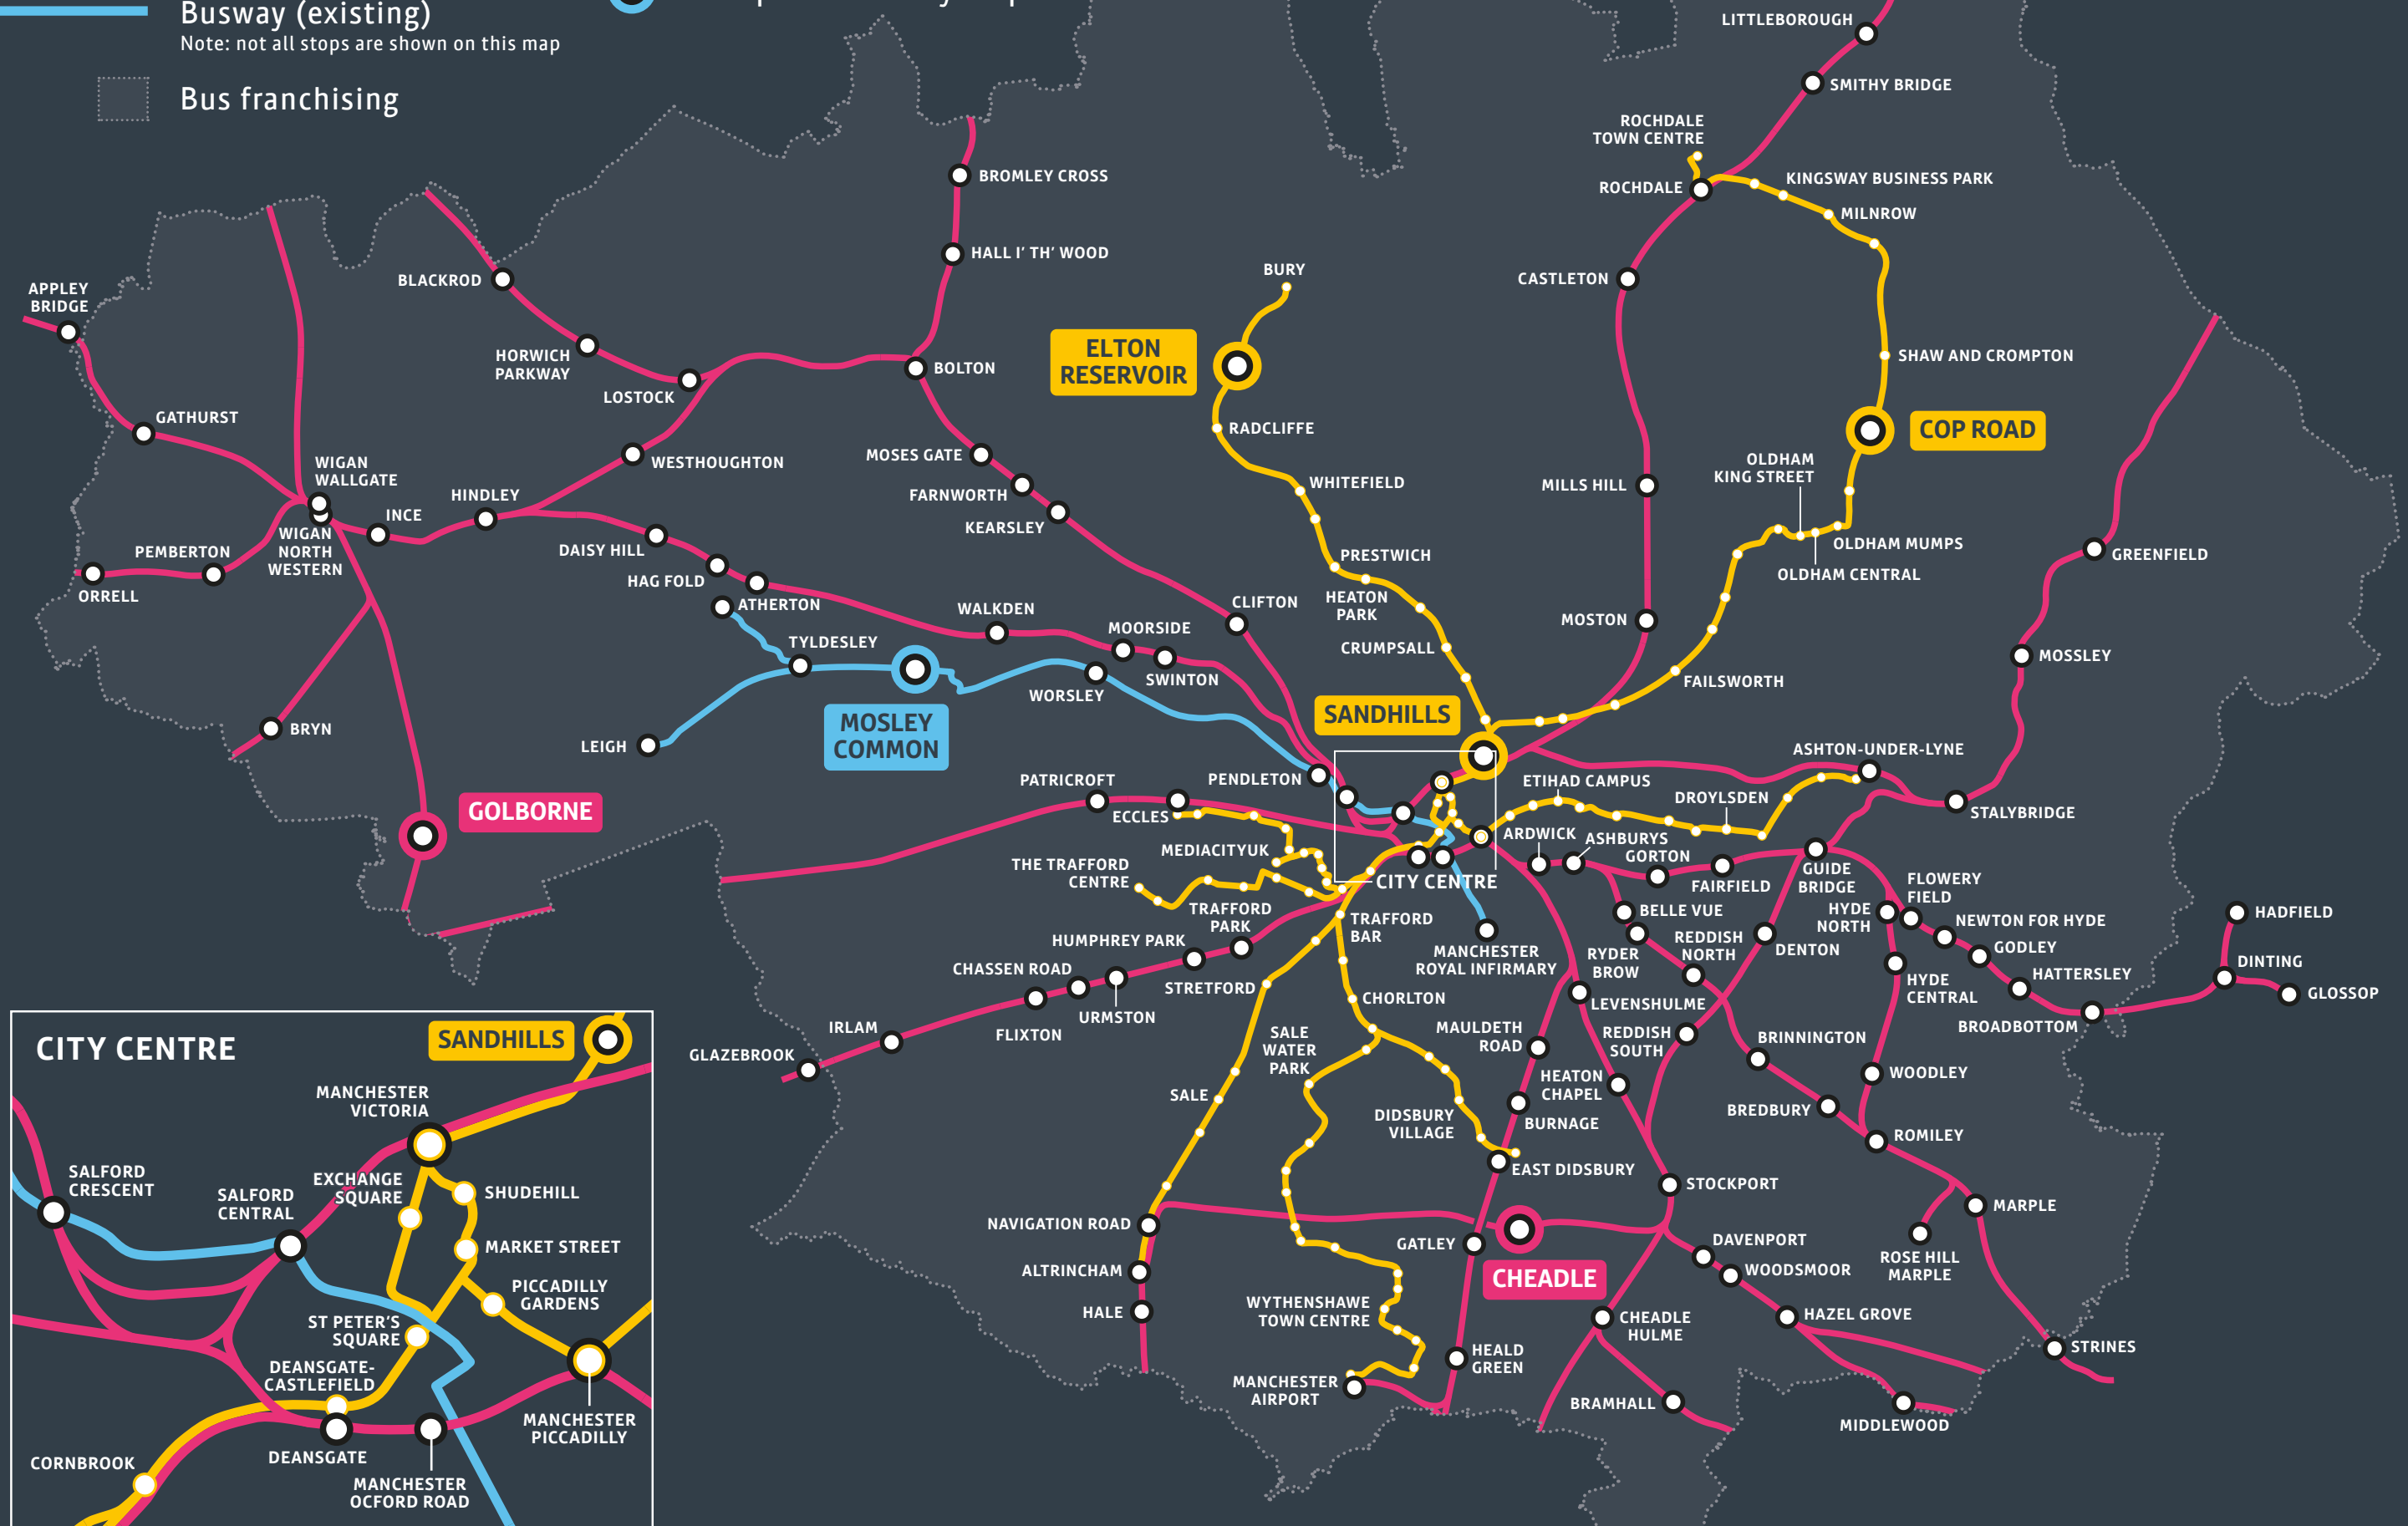 Busway (existing)
Note: not all stops are shown on this map
Bus franchising
LITTLEBOROUGH
SMITHY BRIDGE
ROCHDALE
TOWN CENTRE
ROCHDALE
KINGSWAY BUSINESS PARK
MILNROW
BROMLEY CROSS
HALL I' TH' WOOD
BLACKROD
BURY
CASTLETON
APPLEY
BRIDGE
HORWICH
PARKWAY
LOSTOCK
BOLTON
ELTON
RESERVOIR
SHAW AND CROMPTON
GATHURST
RADCLIFFE
COP ROAD
WIGAN
WALLGATE
WESTHOUGHTON
MOSES GATE
OLDHAM
KING STREET
WHITEFIELD
MILLS HILL
HINDLEY
FARNWORTH
INCE
KEARSLEY
WIGAN
NORTH
WESTERN
PEMBERTON
DAISY HILL
PRESTWICH
OLDHAM MUMPS
OLDHAM CENTRAL
GREENFIELD
ORRELL
HAG FOLD
ATHERTON
WALKDEN
CLIFTON
HEATON
PARK
MOSTON
MOORSIDE
TYLDESLEY
CRUMPSALL
MOSSLEY
SWINTON
WORSLEY
FAILSWORTH
BRYN
LEIGH
MOSLEY
COMMON
SANDHILLS
ASHTON-UNDER-LYNE
PATRICROFT
PENDLETON
ETIHAD CAMPUS
DROYLSDEN
GOLBORNE
ECCLES
STALYBRIDGE
ARDWICK
ASHBURYS
MEDIACITYUK
GORTON
THE TRAFFORD
CENTRE
CITY CENTRE
FAIRFIELD
GUIDE
BRIDGE
FLOWERY
FIELD
TRAFFORD
PARK
TRAFFORD
BAR
BELLE VUE
HYDE
NORTH
NEWTON FOR HYDE
HADFIELD
HUMPHREY PARK
MANCHESTER
ROYAL INFIRMARY
RYDER
BROW
REDDISH
NORTH
DENTON
GODLEY
CHASSEN ROAD
DINTING
STRETFORD
CHORLTON
LEVENSHULME
HYDE
CENTRAL
HATTERSLEY
GLOSSOP
URMSTON
FLIXTON
IRLAM
BROADBOTTOM
MAULDETH
ROAD
REDDISH
SOUTH
BRINNINGTON
SALE
WATER
PARK
GLAZEBROOK
HEATON
CHAPEL
WOODLEY
SALE
BREDBURY
DIDSBURY
VILLAGE
BURNAGE
ROMILEY
EAST DIDSBURY
STOCKPORT
MARPLE
NAVIGATION ROAD
GATLEY
DAVENPORT
ROSE HILL
MARPLE
ALTRINCHAM
CHEADLE
WOODSMOOR
HALE
WYTHENSHAWE
TOWN CENTRE
CHEADLE
HULME
HAZEL GROVE
HEALD
GREEN
STRINES
MANCHESTER
AIRPORT
BRAMHALL
MIDDLEWOOD
CITY CENTRE
SANDHILLS
MANCHESTER
VICTORIA
SALFORD
CRESCENT
EXCHANGE
SQUARE
SHUDEHILL
SALFORD
CENTRAL
MARKET STREET
PICCADILLY
GARDENS
ST PETER'S
SQUARE
DEANSGATE-
CASTLEFIELD
MANCHESTER
PICCADILLY
DEANSGATE
CORNBROOK
MANCHESTER
OCFORD ROAD